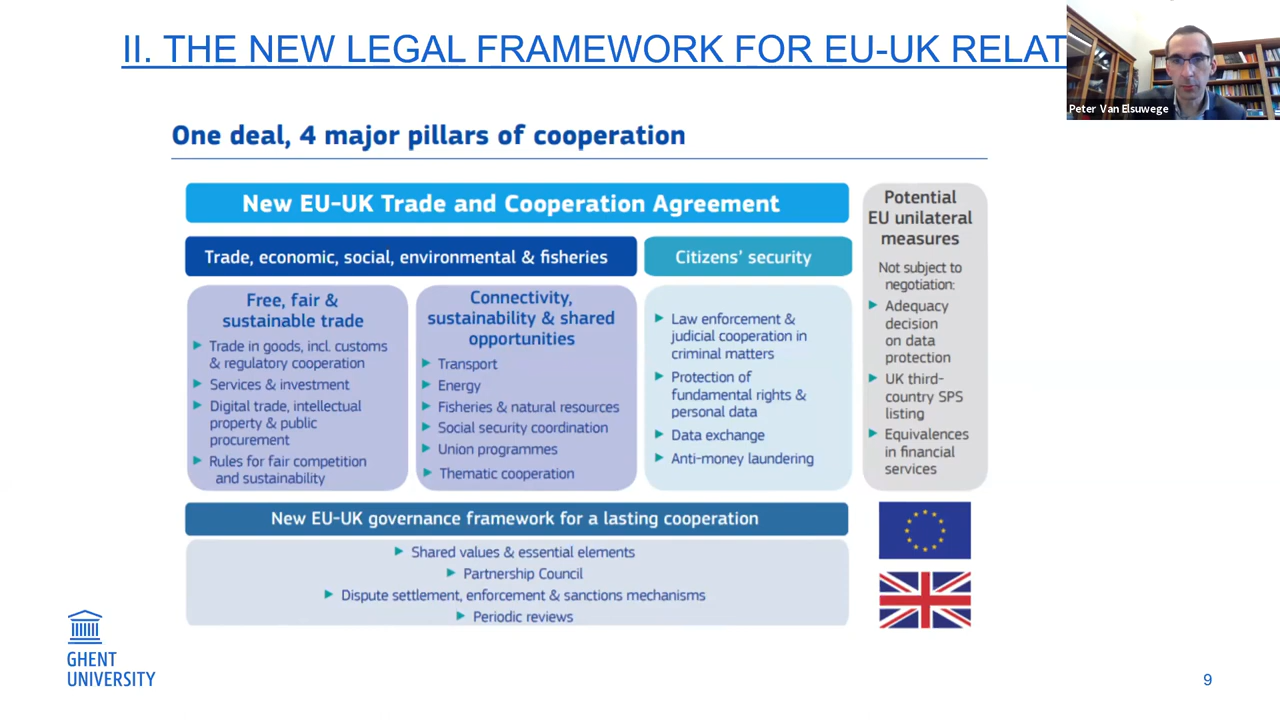 II. THE NEW LEGAL FRAMEWORK FOR EU-UK RELAT
Peter Van Elsuwege
One deal, 4 major pillars of cooperation
New EU-UK Trade and Cooperation Agreement
Trade, economic, social, environmental & fisheries
Citizens' security
Free, fair &
sustainable trade
Trade in goods, incl. customs
& regulatory cooperation
Services & investment
Digital trade, intellectual
property & public
procurement
Rules for fair competition
and sustainability
Connectivity,
sustainability & shared
opportunities
Transport
Energy
Fisheries & natural resources
Social security coordination
Union programmes
Thematic cooperation
Law enforcement &
judicial cooperation in
criminal matters
Protection of
fundamental rights &
personal data
Data exchange
Anti-money laundering
Potential
EU unilateral
measures
Not subject to
negotiation:
Adequacy
decision
on data
protection
UK third-
country SPS
listing
Equivalences
in financial
services
New EU-UK governance framework for a lasting cooperation
Shared values & essential elements
Partnership Council
Dispute settlement, enforcement & sanctions mechanisms
Periodic reviews
GHENT
UNIVERSITY
9